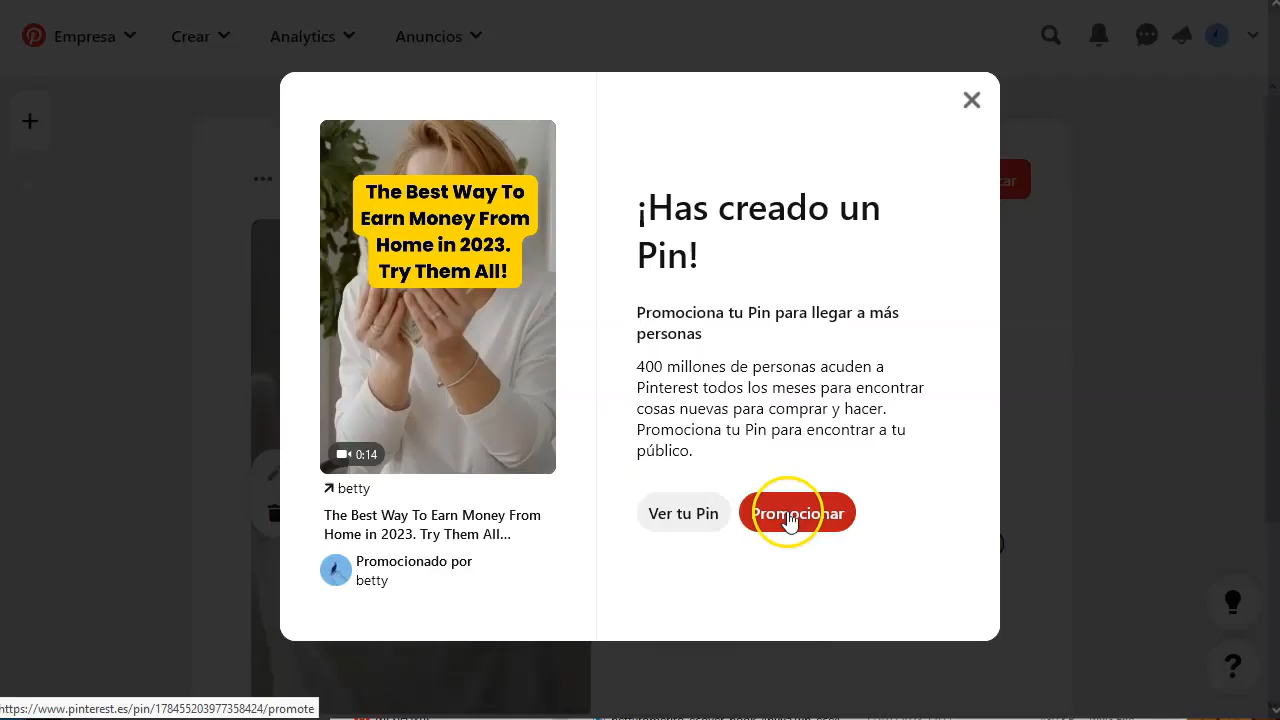 Empresa Crear Analytics Anuncios
The Best Way To
Earn Money From
Home in 2023.
Try Them All!
0:14
betty
The Best Way To Earn Money From
Home in 2023. Try Them All...
Promocionado por
betty
¡Has creado un
Pin!
Promociona tu Pin para llegar a más
personas
400 millones de personas acuden a
Pinterest todos los meses para encontrar
cosas nuevas para comprar y hacer.
Promociona tu Pin para encontrar a tu
público.
Ver tu Pin Promocionar
?
https://www.pinterest.es/pin/178455203977358424/promote